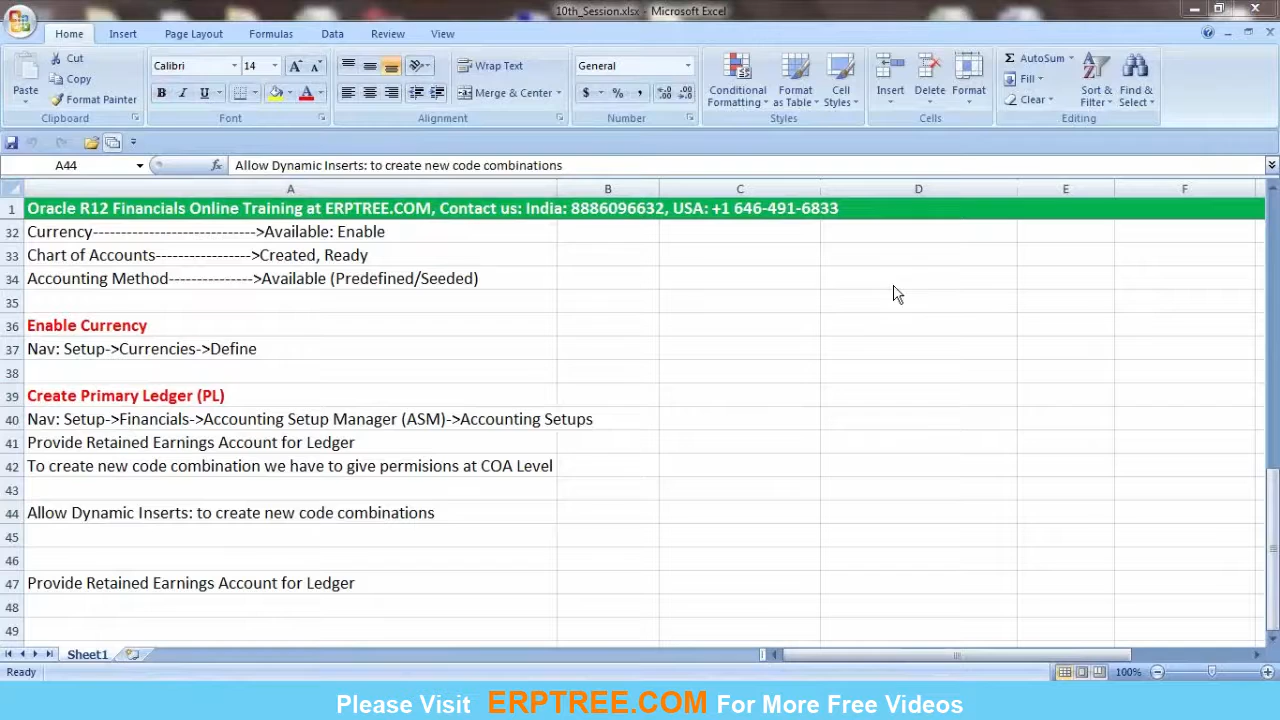 10th_Session.xlsx - Microsoft Excel
Home Insert Page Layout Formulas Data Review View
Paste Cut Copy Format Painter Clipboard
Calibri 14 A A B I U A Font
Wrap Text Merge & Center Alignment
General $ % , Number
Conditional Formatting Format as Table Cell Styles Styles
Insert Delete Format Cells
Σ AutoSum Fill Clear Sort & Filter Find & Select Editing
A44 fx Allow Dynamic Inserts: to create new code combinations
A B C D E F
1 Oracle R12 Financials Online Training at ERPTREE.COM, Contact us: India: 8886096632, USA: +1 646-491-6833
32 Currency----------------------------->Available: Enable
33 Chart of Accounts----------------->Created, Ready
34 Accounting Method--------------->Available (Predefined/Seeded)
35
36 Enable Currency
37 Nav: Setup->Currencies->Define
38
39 Create Primary Ledger (PL)
40 Nav: Setup->Financials->Accounting Setup Manager (ASM)->Accounting Setups
41 Provide Retained Earnings Account for Ledger
42 To create new code combination we have to give permisions at COA Level
43
44 Allow Dynamic Inserts: to create new code combinations
45
46
47 Provide Retained Earnings Account for Ledger
48
49
Sheet1
Ready 100%
Please Visit ERPTREE.COM For More Free Videos